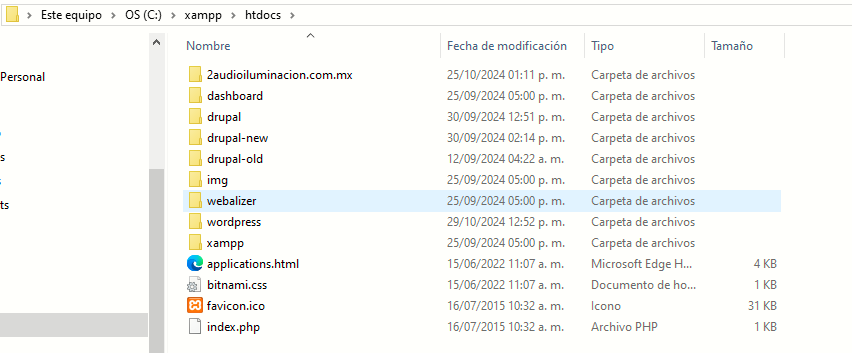 Este equipo > OS (C:) > xampp > htdocs >
Nombre Fecha de modificación Tipo Tamaño
Personal
2audioiluminacion.com.mx 25/10/2024 01:11 p. m. Carpeta de archivos
dashboard 25/09/2024 05:00 p. m. Carpeta de archivos
drupal 30/09/2024 12:51 p. m. Carpeta de archivos
drupal-new 30/09/2024 02:14 p. m. Carpeta de archivos
s drupal-old 12/09/2024 04:22 a. m. Carpeta de archivos
img 25/09/2024 05:00 p. m. Carpeta de archivos
ts webalizer 25/09/2024 05:00 p. m. Carpeta de archivos
wordpress 29/10/2024 12:52 p. m. Carpeta de archivos
xampp 25/09/2024 05:00 p. m. Carpeta de archivos
applications.html 15/06/2022 11:07 a. m. Microsoft Edge H... 4 KB
bitnami.css 15/06/2022 11:07 a. m. Documento de ho... 1 KB
favicon.ico 16/07/2015 10:32 a. m. Icono 31 KB
index.php 16/07/2015 10:32 a. m. Archivo PHP 1 KB